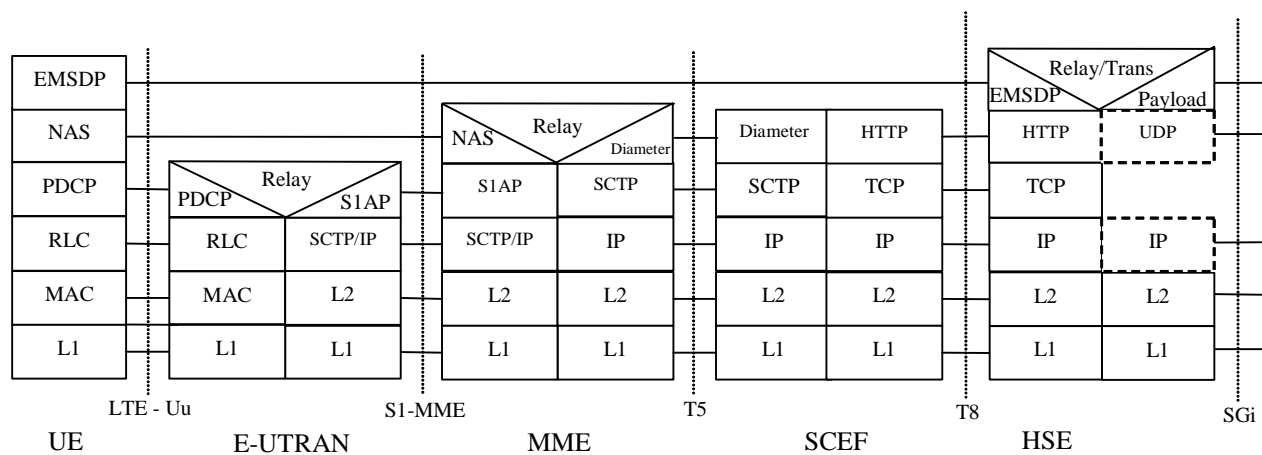 EMSDP
Relay/Trans
EMSDP
Payload
NAS
NAS
Relay
Diameter
Diameter
HTTP
HTTP
UDP
PDCP
PDCP
Relay
S1AP
S1AP
SCTP
SCTP
TCP
TCP
RLC
RLC
SCTP/IP
SCTP/IP
IP
IP
IP
IP
IP
MAC
MAC
L2
L2
L2
L2
L2
L2
L2
L1
L1
L1
L1
L1
L1
L1
L1
L1
LTE - Uu
S1-MME
T5
T8
SGi
UE
E-UTRAN
MME
SCEF
HSE